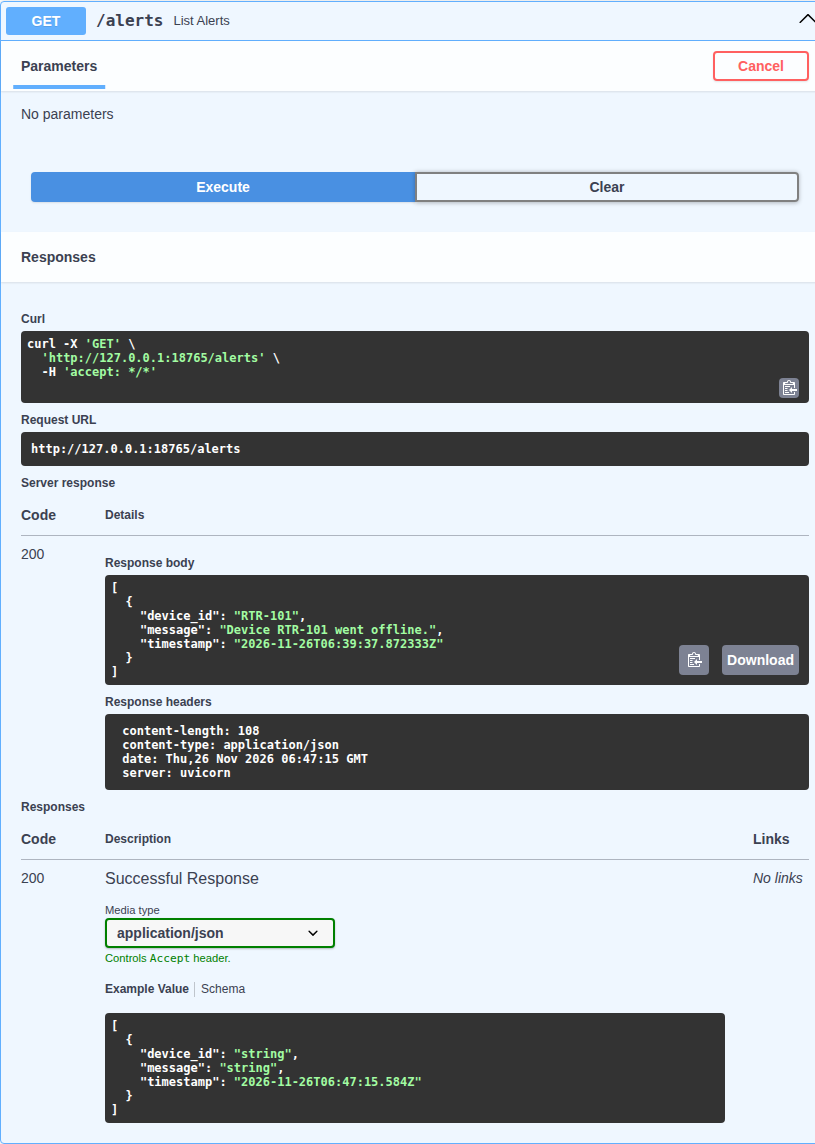 GET /alerts List Alerts
Parameters
Cancel
No parameters
Execute
Clear
Responses
Curl
curl -X 'GET' \
  'http://127.0.0.1:18765/alerts' \
  -H 'accept: */*'
Request URL
http://127.0.0.1:18765/alerts
Server response
Code Details
200
Response body
[
  {
    "device_id": "RTR-101",
    "message": "Device RTR-101 went offline.",
    "timestamp": "2026-11-26T06:39:37.872333Z"
  }
]
Download
Response headers
content-length: 108
content-type: application/json
date: Thu,26 Nov 2026 06:47:15 GMT
server: uvicorn
Responses
Code Description Links
200 Successful Response No links
Media type
application/json
Controls Accept header.
Example Value Schema
[
  {
    "device_id": "string",
    "message": "string",
    "timestamp": "2026-11-26T06:47:15.584Z"
  }
]